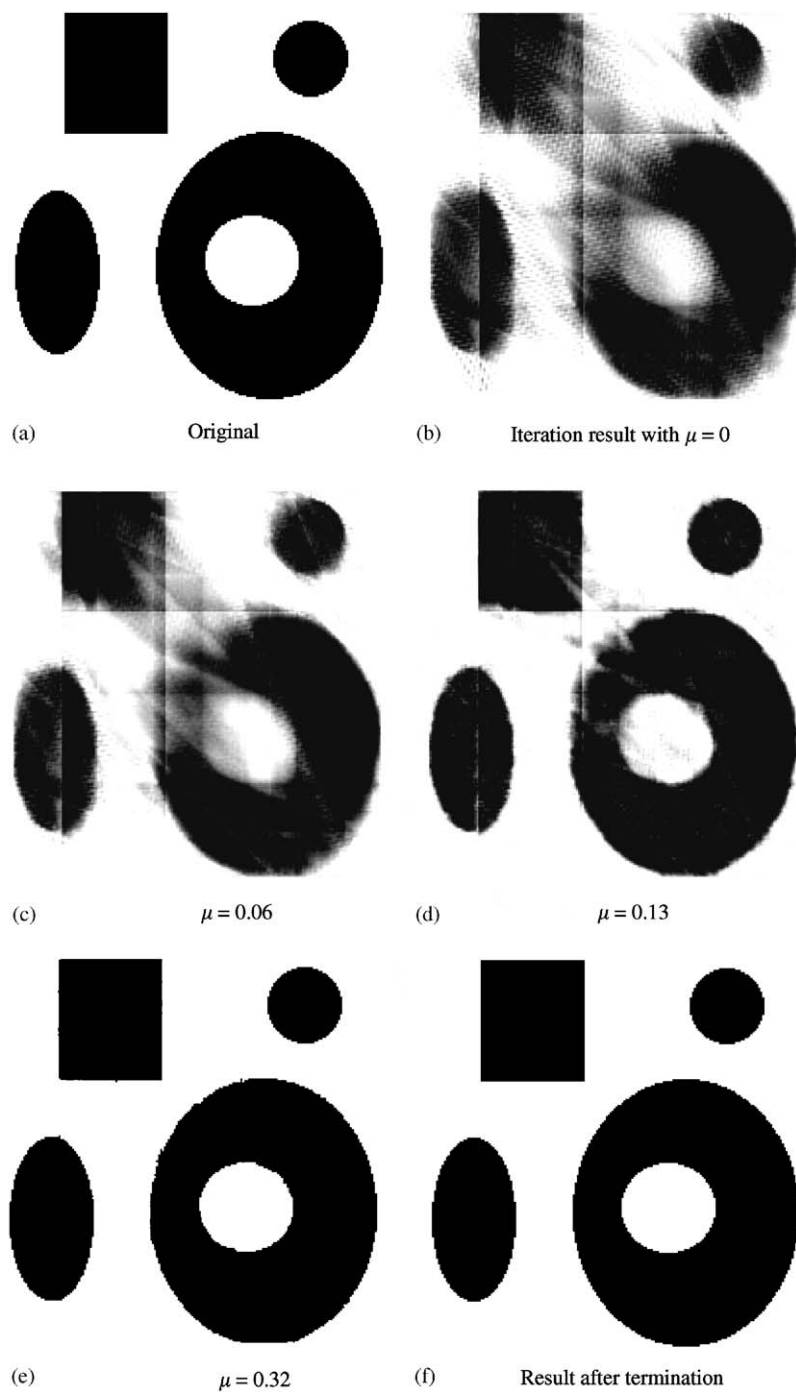 (a) Original
(b) Iteration result with μ = 0
(c) μ = 0.06
(d) μ = 0.13
(e) μ = 0.32
(f) Result after termination